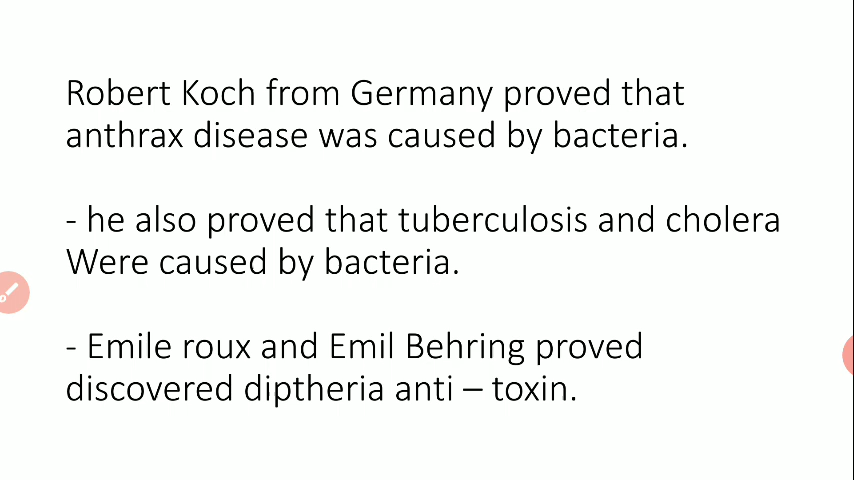 Robert Koch from Germany proved that
anthrax disease was caused by bacteria.
- he also proved that tuberculosis and cholera
Were caused by bacteria.
- Emile roux and Emil Behring proved
discovered diptheria anti – toxin.